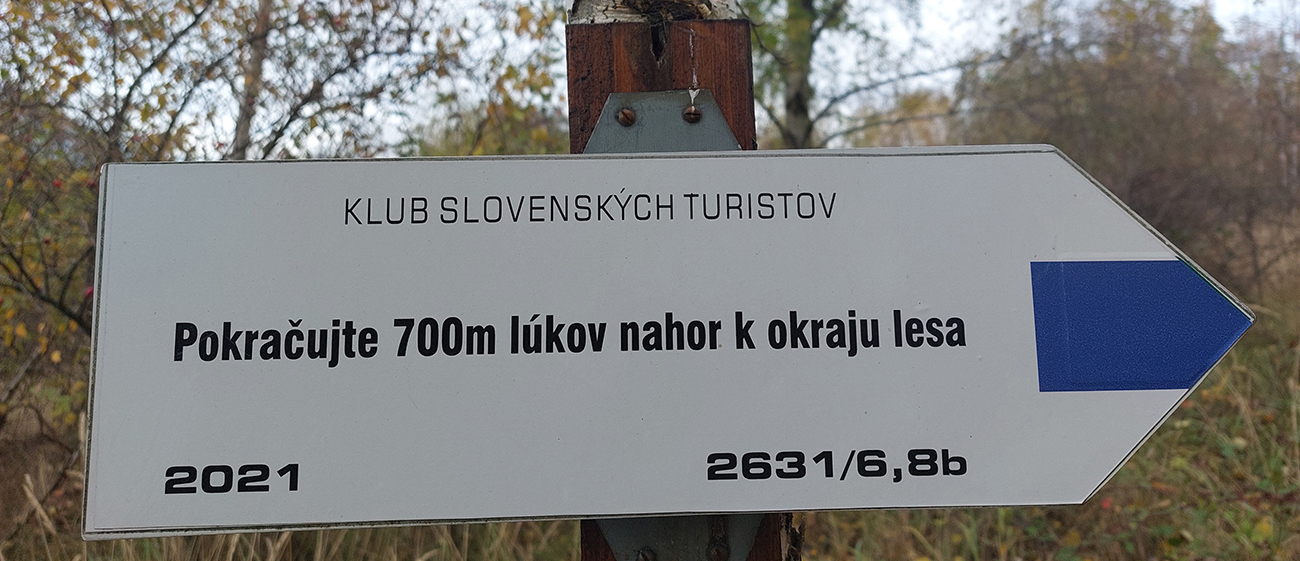 KLUB SLOVENSKÝCH TURISTOV
Pokračujte 700m lúkov nahor k okraju lesa
2021 2631/6,8b